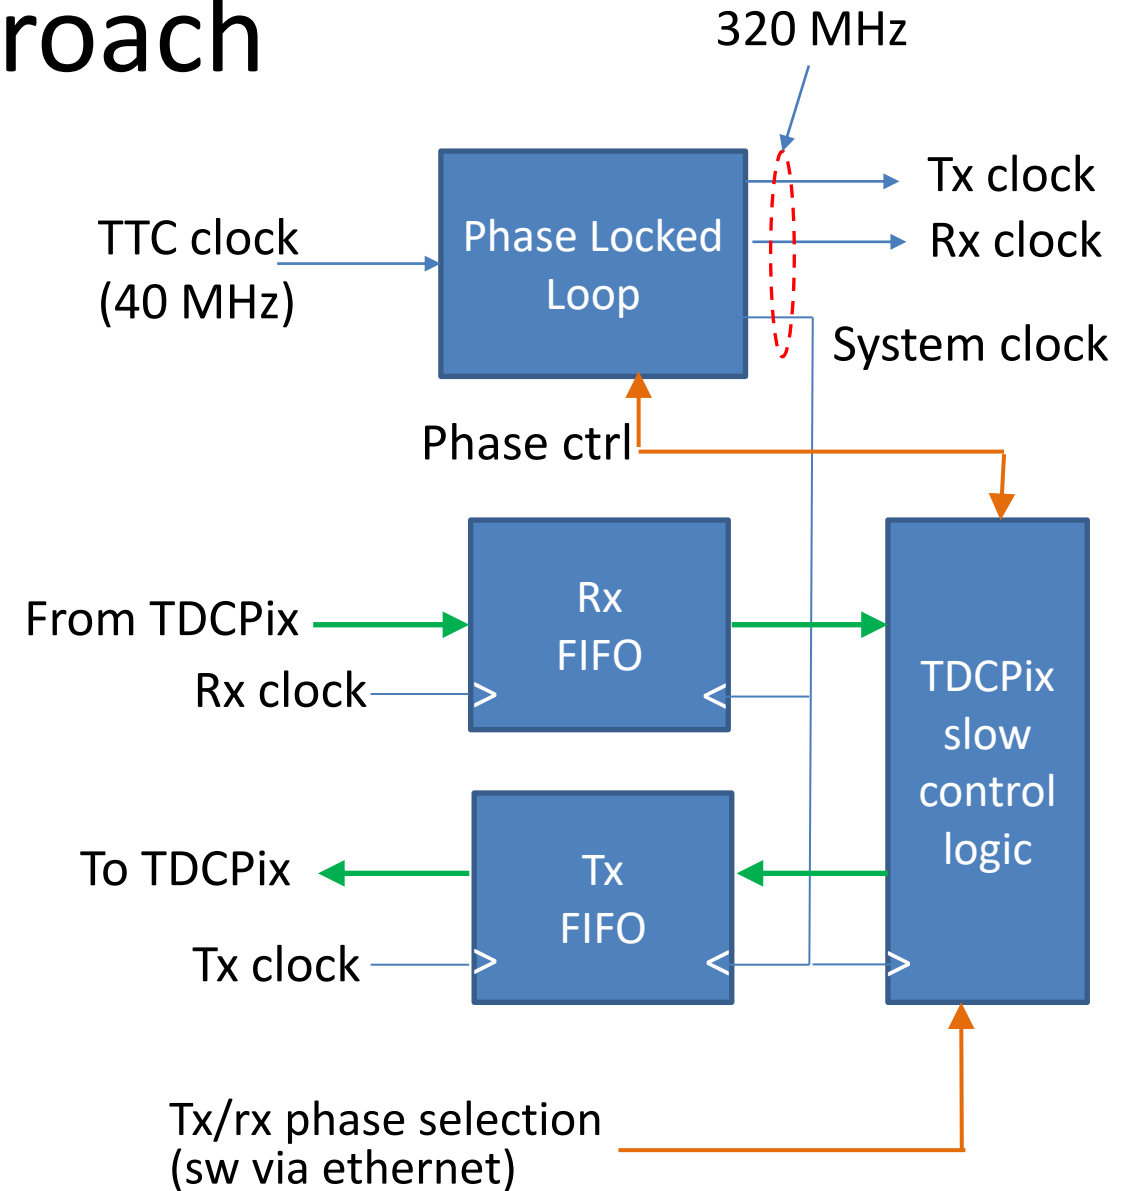 roach
320 MHz
Tx clock
Rx clock
TTC clock
(40 MHz)
Phase Locked
Loop
System clock
Phase ctrl
From TDCPix
Rx clock
Rx
FIFO
TDCPix
slow
control
logic
To TDCPix
Tx clock
Tx
FIFO
Tx/rx phase selection
(sw via ethernet)